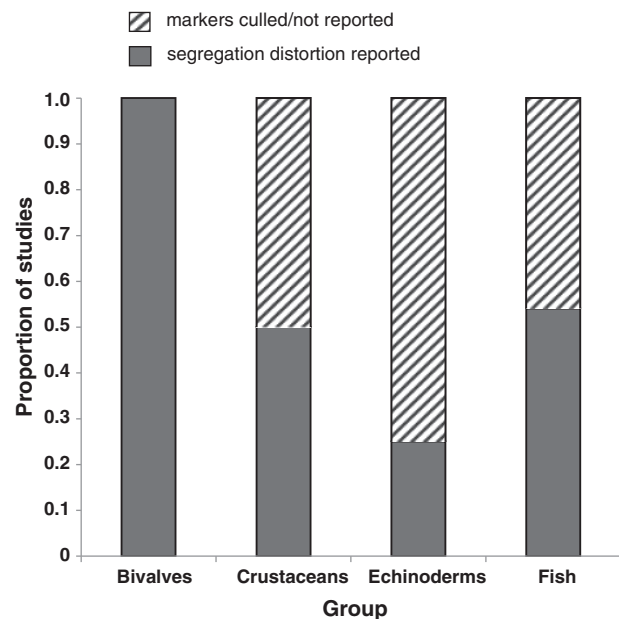 markers culled/not reported
segregation distortion reported
1.0
0.9
0.8
0.7
0.6
0.5
0.4
0.3
0.2
0.1
0
Proportion of studies
Bivalves Crustaceans Echinoderms Fish
Group